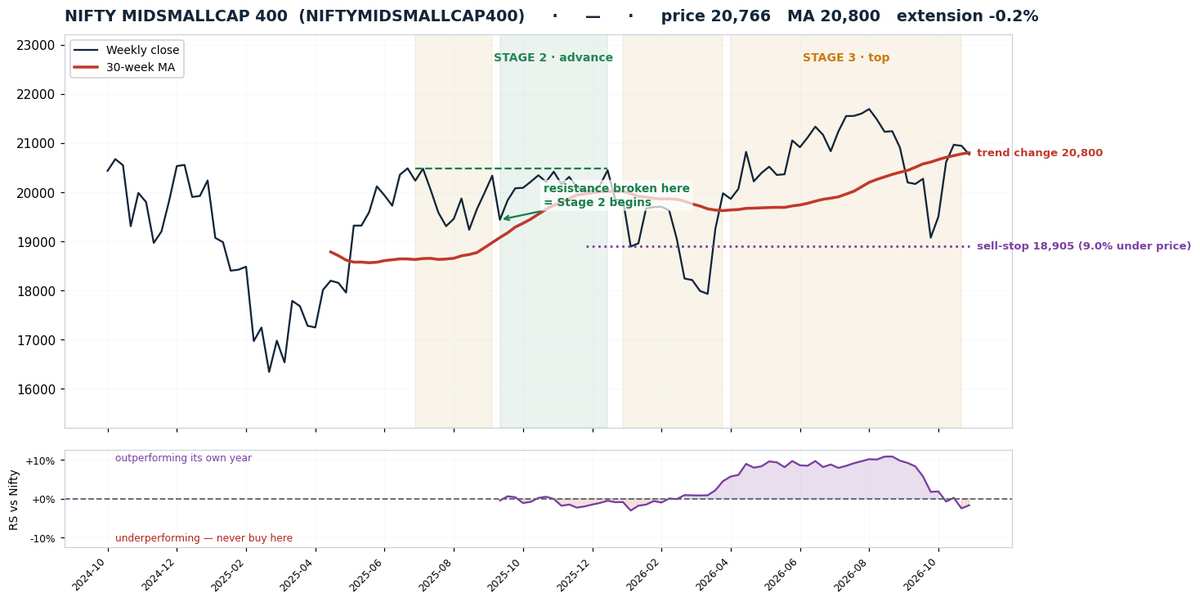 NIFTY MIDSMALLCAP 400 (NIFTYMIDSMALLCAP400) · — · price 20,766 MA 20,800 extension -0.2%
Weekly close
30-week MA
STAGE 2 · advance
STAGE 3 · top
23000
22000
21000
20000
19000
18000
17000
16000
resistance broken here
= Stage 2 begins
trend change 20,800
sell-stop 18,905 (9.0% under price)
RS vs Nifty
+10%
+0%
-10%
outperforming its own year
underperforming — never buy here
2024-10
2024-12
2025-02
2025-04
2025-06
2025-08
2025-10
2025-12
2026-02
2026-04
2026-06
2026-08
2026-10